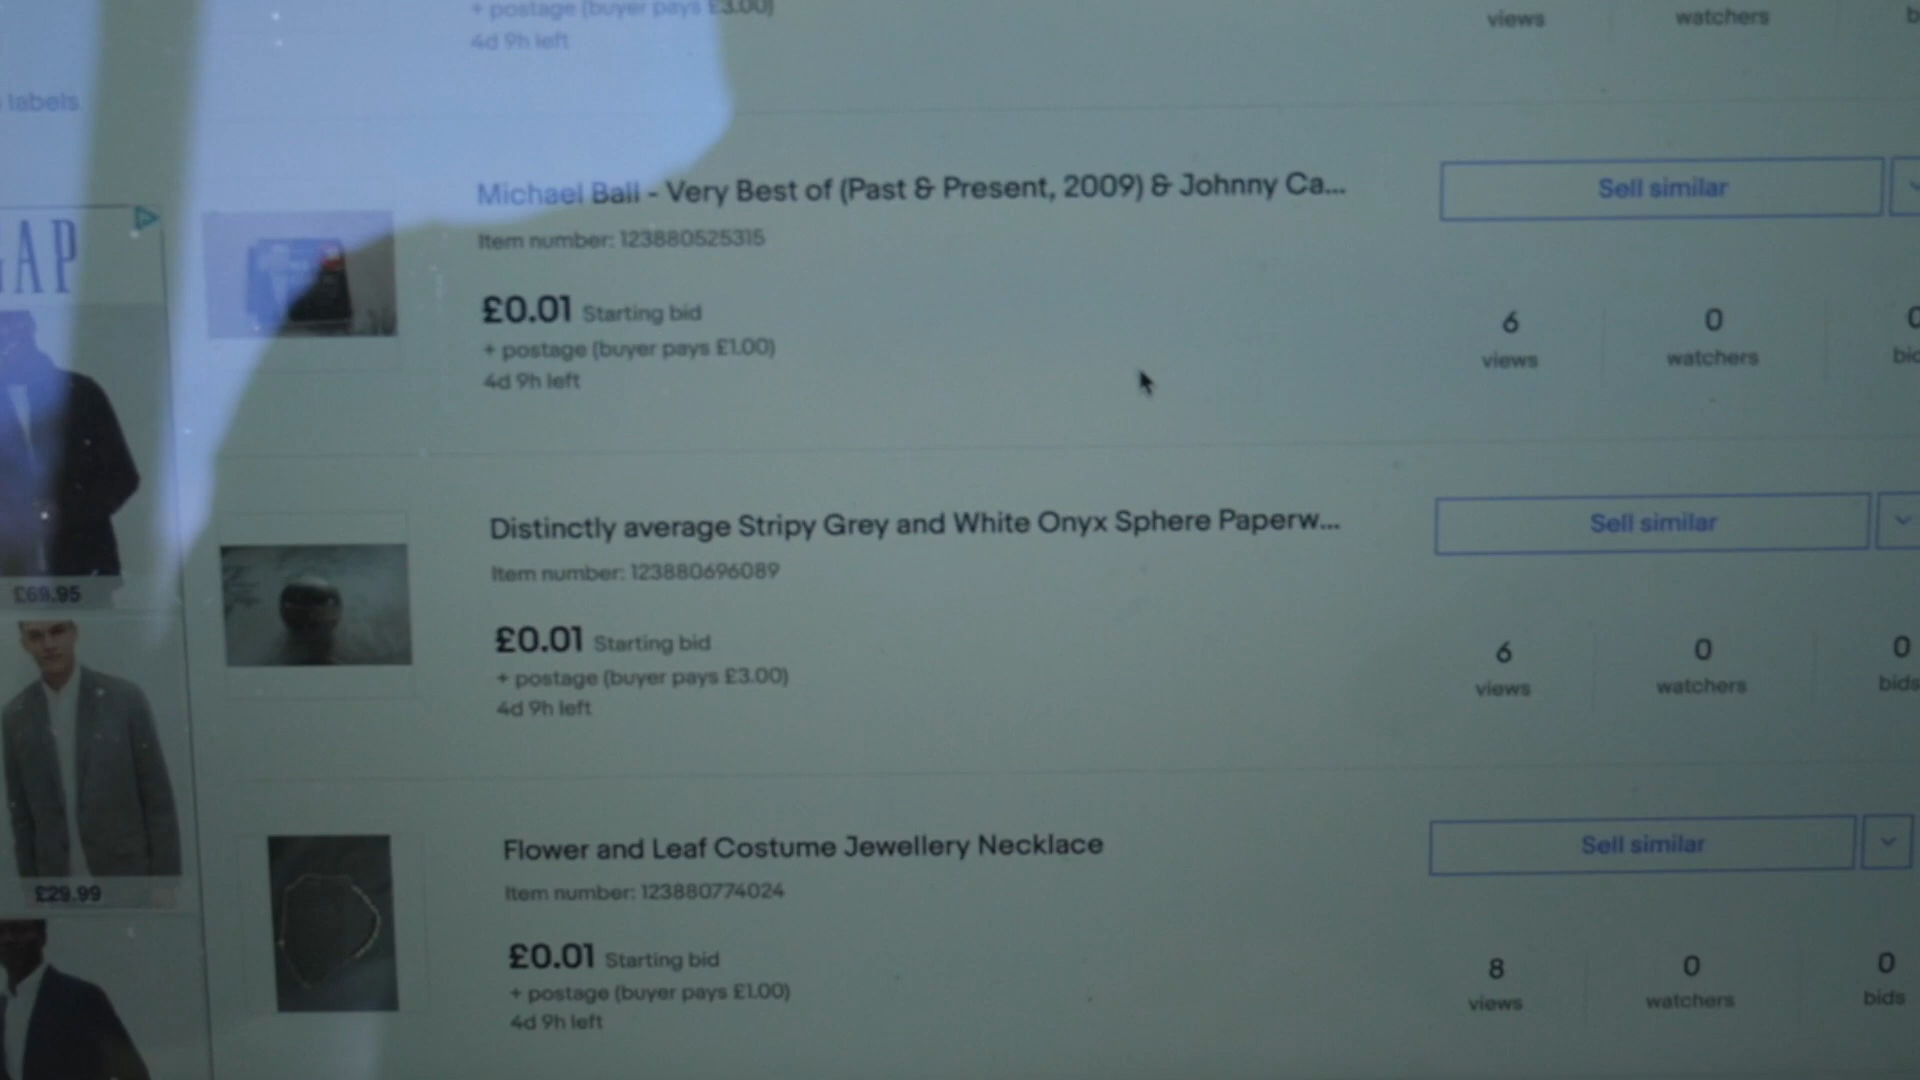 + postage (buyer pays £3.00)
4d 9h left
views
watchers
labels
Michael Ball - Very Best of (Past & Present, 2009) & Johnny Ca...
Sell similar
Item number: 123880525315
£0.01 Starting bid
+ postage (buyer pays £1.00)
4d 9h left
6
views
0
watchers
0
bid
GAP
£69.95
Distinctly average Stripy Grey and White Onyx Sphere Paperw...
Sell similar
Item number: 123880696089
£0.01 Starting bid
+ postage (buyer pays £3.00)
4d 9h left
6
views
0
watchers
0
bids
£29.99
Flower and Leaf Costume Jewellery Necklace
Sell similar
Item number: 123880774024
£0.01 Starting bid
+ postage (buyer pays £1.00)
4d 9h left
8
views
0
watchers
0
bids